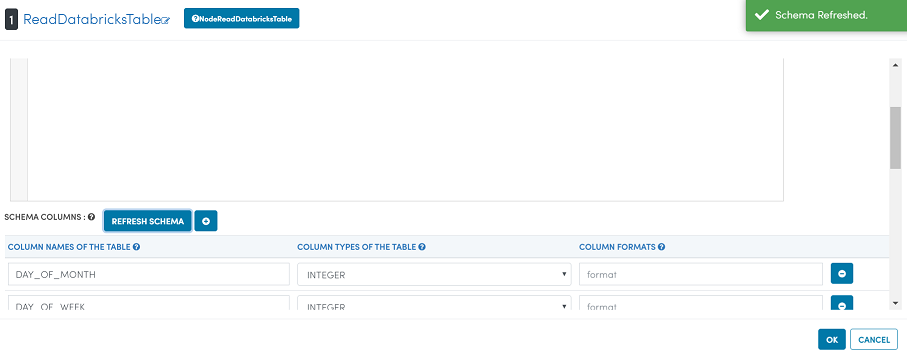 1 ReadDatabricksTable NodeReadDatabricksTable Schema Refreshed.
SCHEMA COLUMNS : REFRESH SCHEMA
COLUMN NAMES OF THE TABLE COLUMN TYPES OF THE TABLE COLUMN FORMATS
DAY_OF_MONTH INTEGER format
DAY_OF_WEEK INTEGER format
OK CANCEL